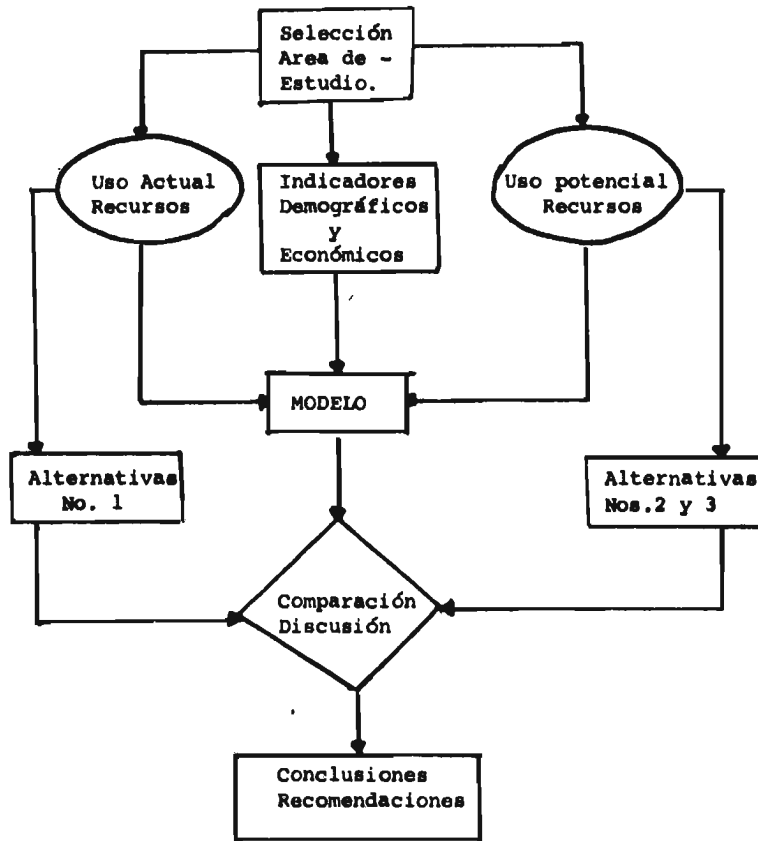 Selección
Area de -
Estudio.
Uso Actual
Recursos
Indicadores
Demográficos
y
Económicos
Uso potencial
Recursos
MODELO
Alternativas
No. 1
Alternativas
Nos.2 y 3
Comparación
Discusión
Conclusiones
Recomendaciones